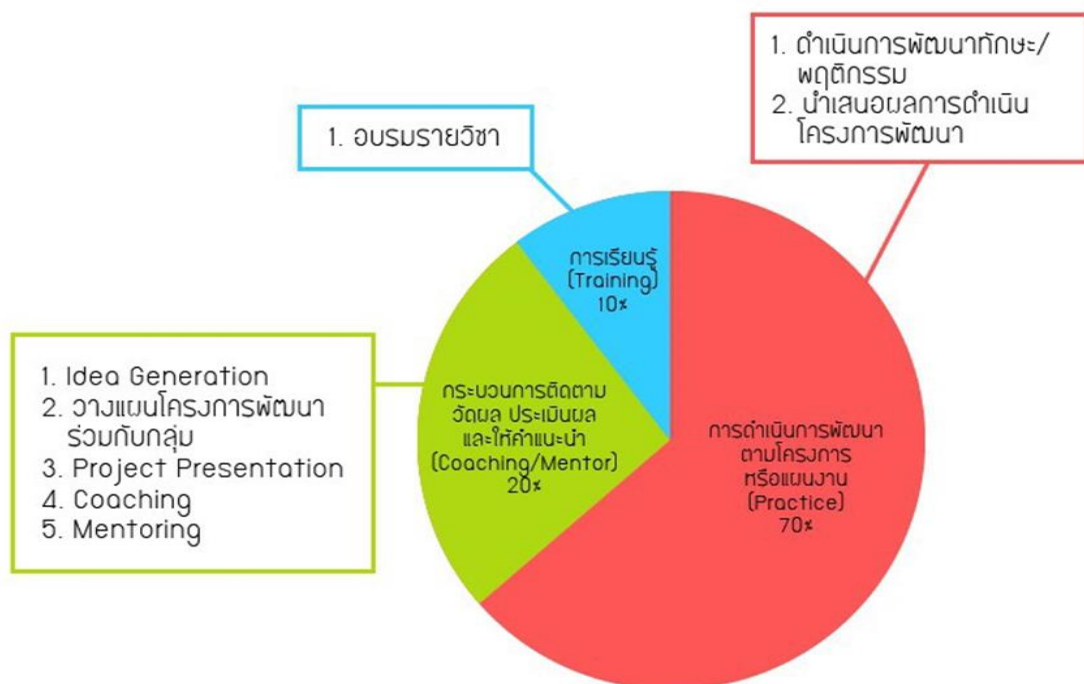 1. ดำเนินการพัฒนาทักษะ/
พฤติกรรม
2. นำเสนอผลการดำเนิน
โครงการพัฒนา
1. อบรมรายวิชา
การเรียนรู้
(Training)
10%
1. Idea Generation
2. วางแผนโครงการพัฒนา
ร่วมกับกลุ่ม
3. Project Presentation
4. Coaching
5. Mentoring
กระบวนการติดตาม
วัดผล ประเมินผล
และให้คำแนะนำ
(Coaching/Mentor)
20%
การดำเนินการพัฒนา
ตามโครงการ
หรือแผนงาน
(Practice)
70%